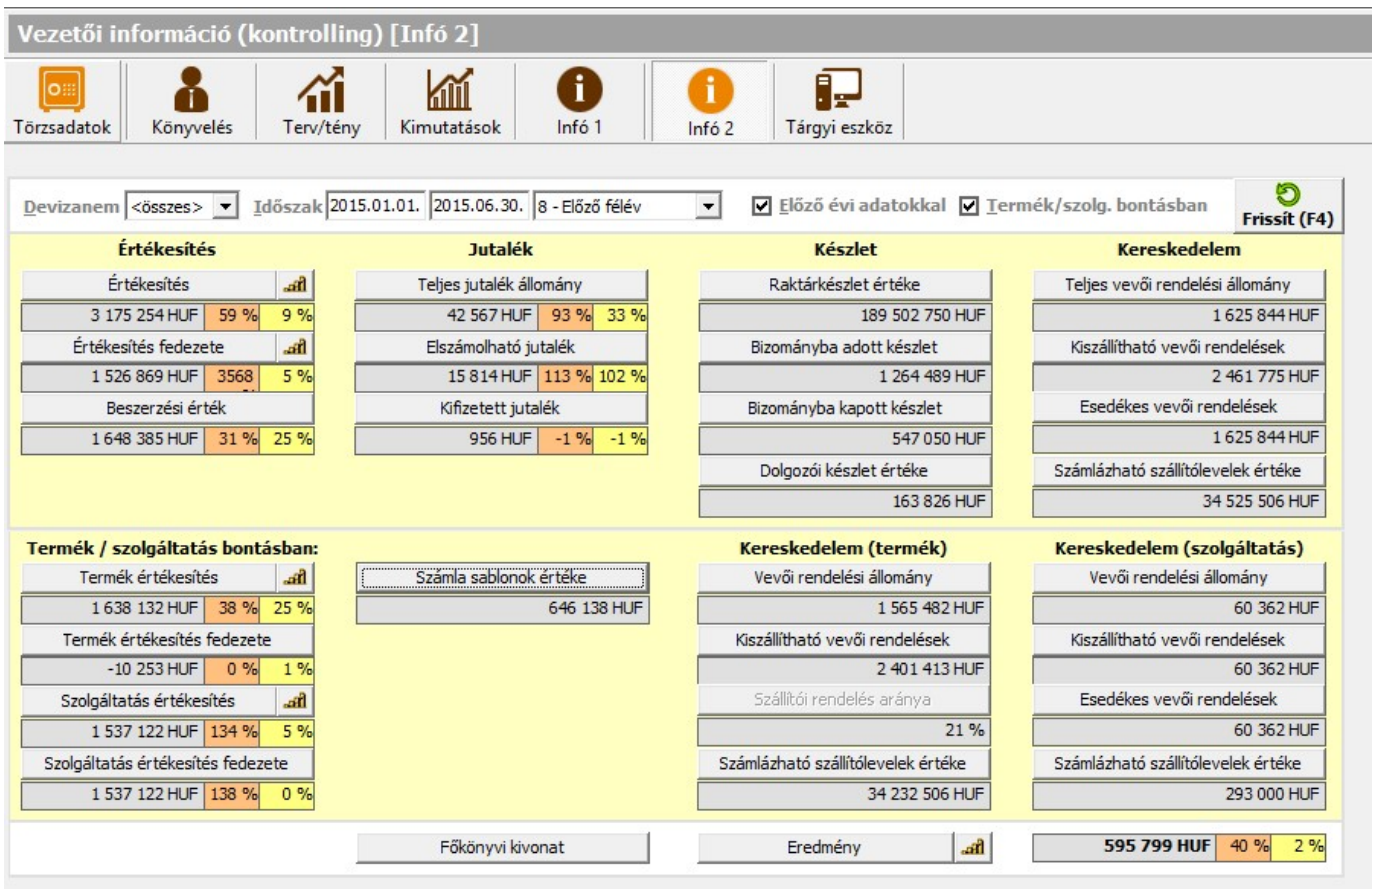 Vezetői információ (kontrolling) [Infó 2]
Törzsadatok Könyvelés Terv/tény Kimutatások Infó 1 Infó 2 Tárgyi eszköz
Devizanem <összes> Időszak 2015.01.01. 2015.06.30. 8 - Előző félév Előző évi adatokkal Termék/szolg. bontásban Frissít (F4)
Értékesítés Jutalék Készlet Kereskedelem
Értékesítés Teljes jutalék állomány Raktárkészlet értéke Teljes vevői rendelési állomány
3 175 254 HUF 59 % 9 % 42 567 HUF 93 % 33 % 189 502 750 HUF 1 625 844 HUF
Értékesítés fedezete Elszámolható jutalék Bizományba adott készlet Kiszállítható vevői rendelések
1 526 869 HUF 3568 5 % 15 814 HUF 113 % 102 % 1 264 489 HUF 2 461 775 HUF
Beszerzési érték Kifizetett jutalék Bizományba kapott készlet Esedékes vevői rendelések
1 648 385 HUF 31 % 25 % 956 HUF -1 % -1 % 547 050 HUF 1 625 844 HUF
Dolgozói készlet értéke Számlázható szállítólevelek értéke
163 826 HUF 34 525 506 HUF
Termék / szolgáltatás bontásban: Kereskedelem (termék) Kereskedelem (szolgáltatás)
Termék értékesítés Számla sablonok értéke Vevői rendelési állomány Vevői rendelési állomány
1 638 132 HUF 38 % 25 % 646 138 HUF 1 565 482 HUF 60 362 HUF
Termék értékesítés fedezete Kiszállítható vevői rendelések Kiszállítható vevői rendelések
-10 253 HUF 0 % 1 % 2 401 413 HUF 60 362 HUF
Szolgáltatás értékesítés Szállítói rendelés aránya Esedékes vevői rendelések
1 537 122 HUF 134 % 5 % 21 % 60 362 HUF
Szolgáltatás értékesítés fedezete Számlázható szállítólevelek értéke Számlázható szállítólevelek értéke
1 537 122 HUF 138 % 0 % 34 232 506 HUF 293 000 HUF
Főkönyvi kivonat Eredmény 595 799 HUF 40 % 2 %